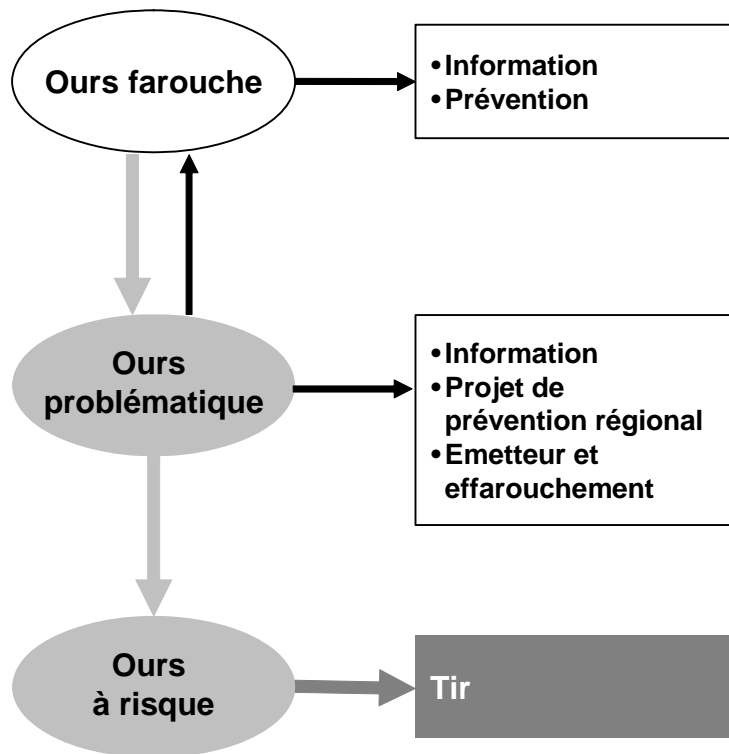 Ours farouche
•Information
•Prévention
Ours
problématique
•Information
•Projet de
prévention régional
•Emetteur et
effarouchement
Ours
à risque
Tir